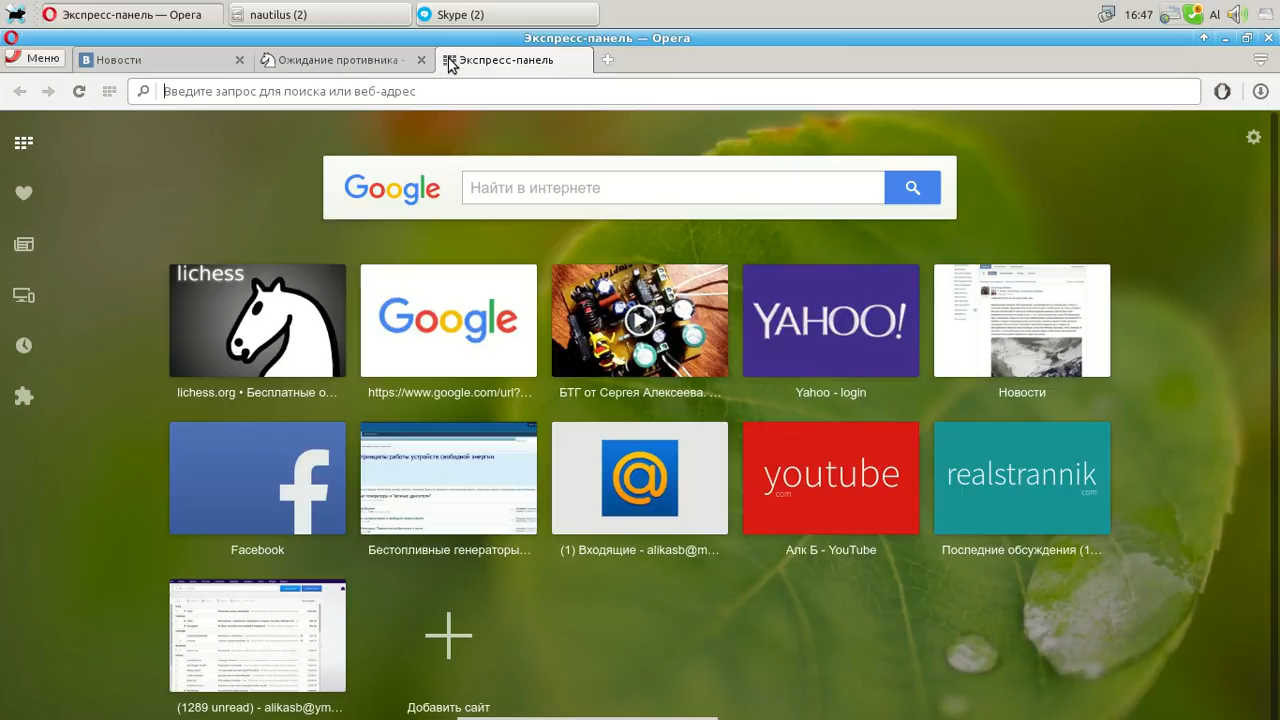 Экспресс-панель — Opera
nautilus (2)
Skype (2)
16:47
Al
Экспресс-панель — Opera
Меню
Новости
Ожидание противника -
Экспресс-панель
Введите запрос для поиска или веб-адрес
Google
Найти в интернете
lichess
Google
YAHOO!
lichess.org • Бесплатные о...
https://www.google.com/url?...
БТГ от Сергея Алексеева. ...
Yahoo - login
Новости
принципы работы устройств свободной энергии
youtube
com
realstrannik
com
Facebook
Бестопливные генераторы...
(1) Входящие - alikasb@m...
Алк Б - YouTube
Последние обсуждения (1...
(1289 unread) - alikasb@ym...
Добавить сайт